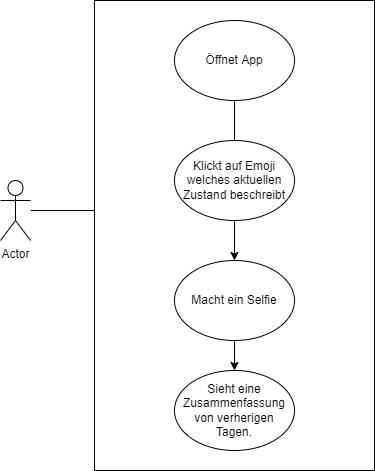 Öffnet App
Klickt auf Emoji
welches aktuellen
Zustand beschreibt
Actor
Macht ein Selfie
Sieht eine
Zusammenfassung
von verherigen
Tagen.